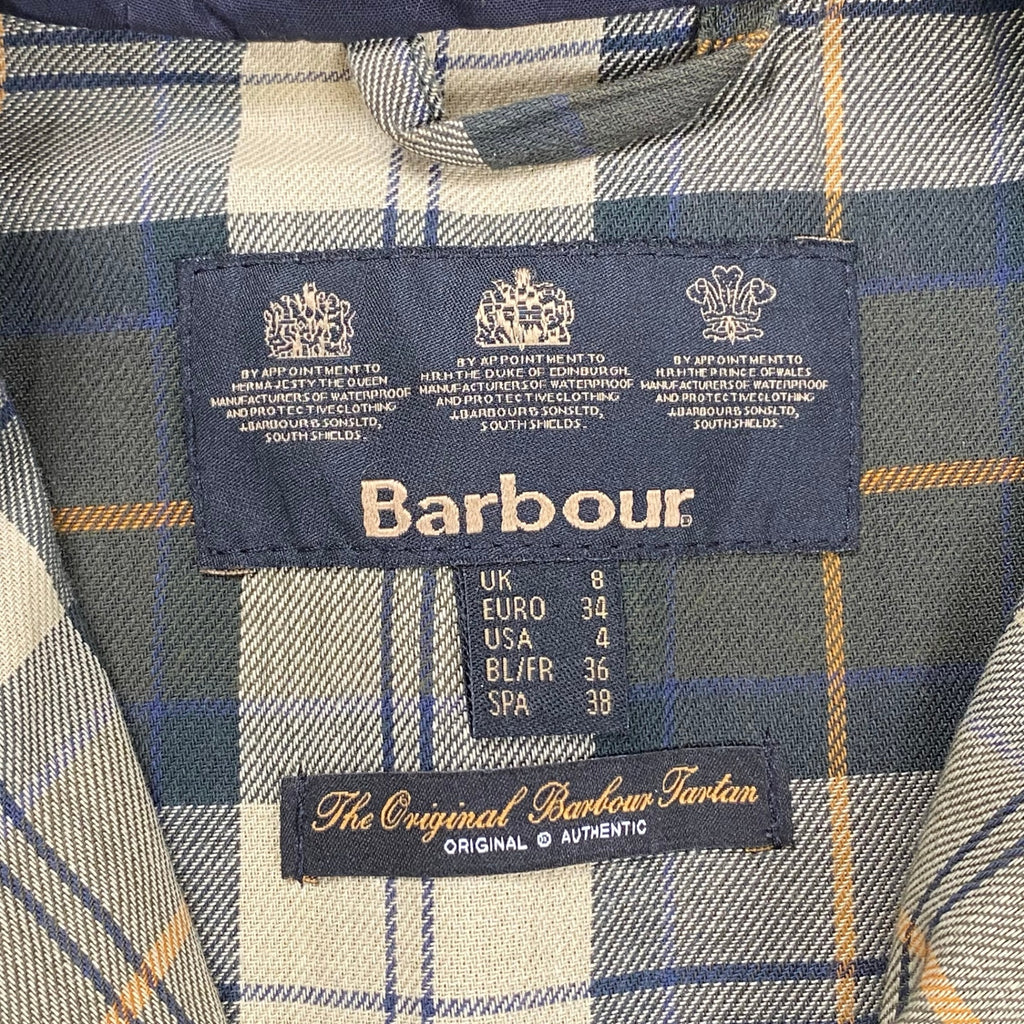 BY APPOINTMENT TO
HER MAJESTY THE QUEEN
MANUFACTURERS OF WATERPROOF
AND PROTECTIVE CLOTHING
J.BARBOUR & SONS LTD,
SOUTH SHIELDS.
BY APPOINTMENT TO
H.R.H THE DUKE OF EDINBURGH.
MANUFACTURERS OF WATERPROOF
AND PROTECTIVE CLOTHING
J.BARBOUR & SONS LTD,
SOUTH SHIELDS.
BY APPOINTMENT TO
H.R.H THE PRINCE OF WALES
MANUFACTURERS OF WATERPROOF
AND PROTECTIVE CLOTHING
J.BARBOUR & SONS LTD,
SOUTH SHIELDS.
Barbour
UK 8
EURO 34
USA 4
BL/FR 36
SPA 38
The Original Barbour Tartan
ORIGINAL ® AUTHENTIC